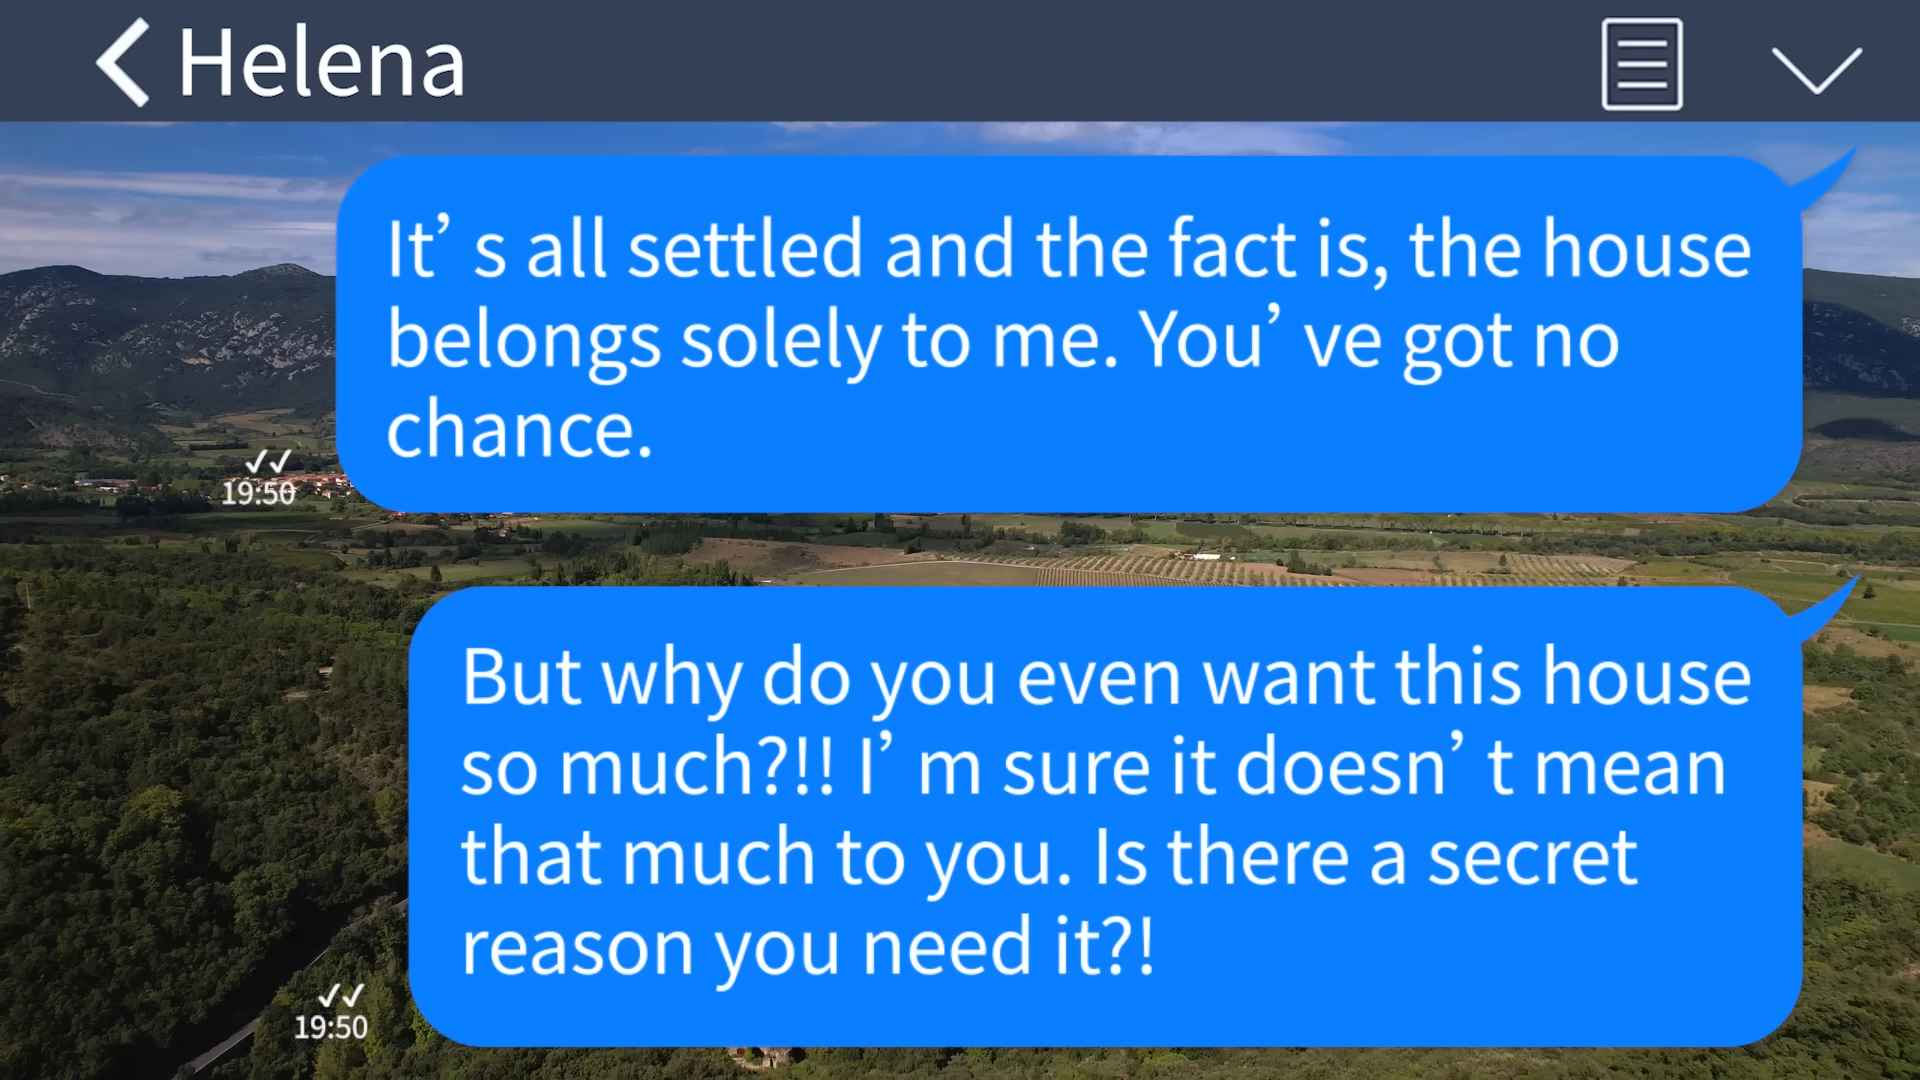 Helena
It’s all settled and the fact is, the house
belongs solely to me. You’ve got no
chance.
19:50
But why do you even want this house
so much?!! I’m sure it doesn’t mean
that much to you. Is there a secret
reason you need it?!
19:50